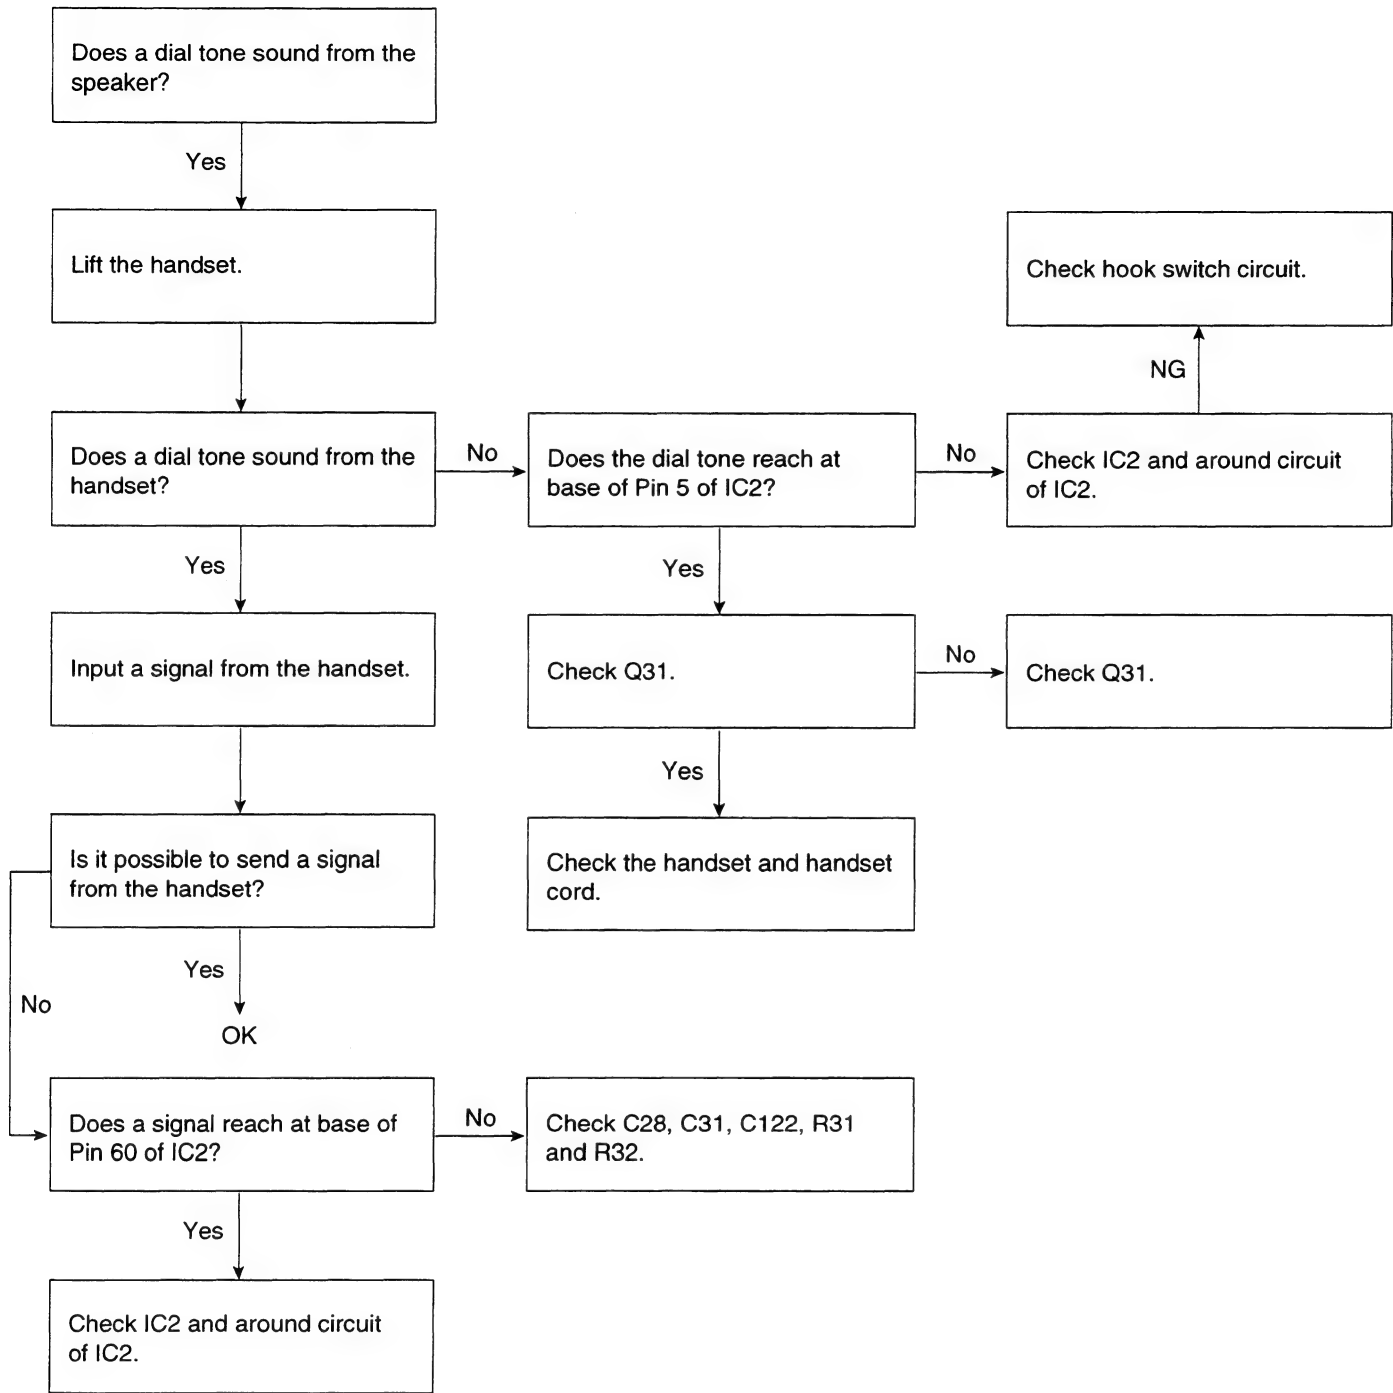 Does a dial tone sound from the
speaker?
Yes
Lift the handset.
Check hook switch circuit.
NG
Does a dial tone sound from the
handset?
No
Does the dial tone reach at
base of Pin 5 of IC2?
No
Check IC2 and around circuit
of IC2.
Yes
Yes
Input a signal from the handset.
Check Q31.
No
Check Q31.
Yes
Is it possible to send a signal
from the handset?
Check the handset and handset
cord.
Yes
No
OK
Does a signal reach at base of
Pin 60 of IC2?
No
Check C28, C31, C122, R31
and R32.
Yes
Check IC2 and around circuit
of IC2.